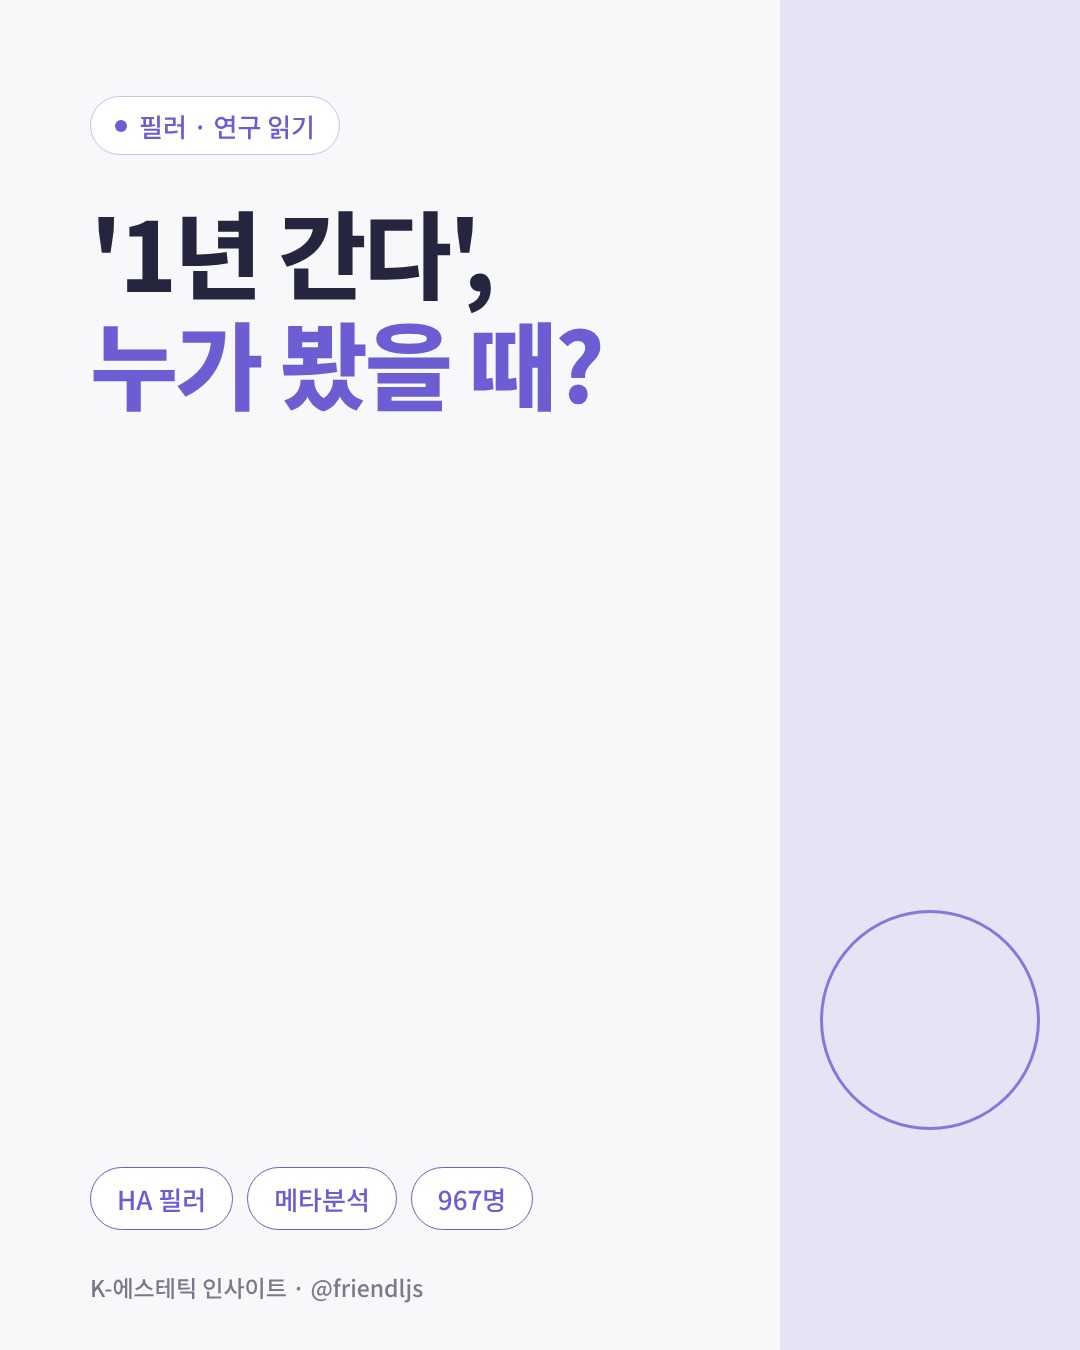 필러 · 연구 읽기
'1년 간다',
누가 봤을 때?
HA 필러
메타분석
967명
K-에스테틱 인사이트 · @friendljs